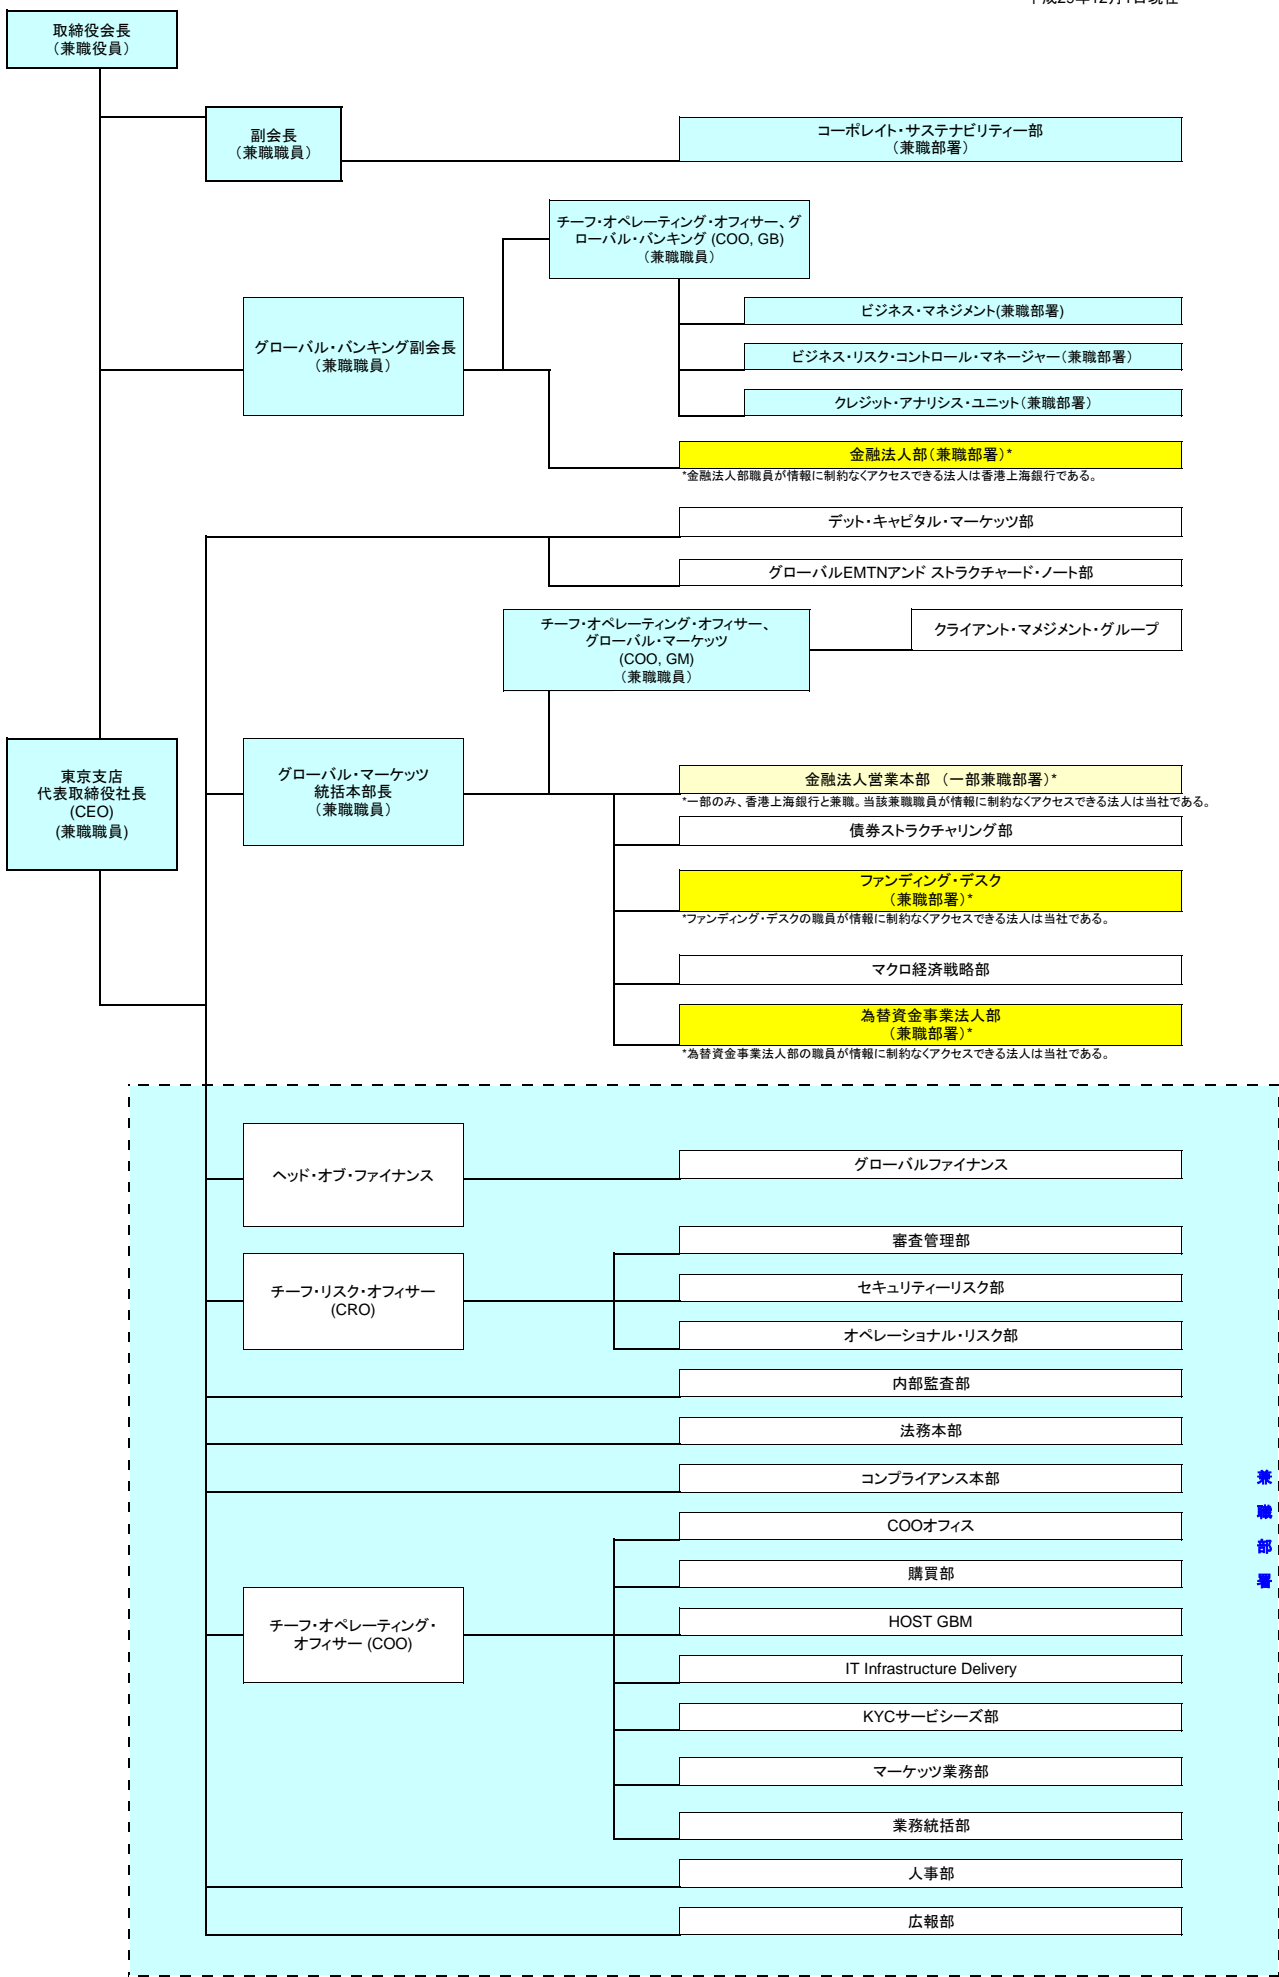 取締役会長
（兼職役員）
副会長
（兼職職員）
コーポレイト・サステナビリティー部
（兼職部署）
チーフ・オペレーティング・オフィサー、グ
ローバル・バンキング (COO, GB)
（兼職職員）
ビジネス・マネジメント(兼職部署)
グローバル・バンキング副会長
（兼職職員）
ビジネス・リスク・コントロール・マネージャー（兼職部署）
クレジット・アナリシス・ユニット（兼職部署）
金融法人部（兼職部署）*
*金融法人部職員が情報に制約なくアクセスできる法人は香港上海銀行である。
デット・キャピタル・マーケッツ部
グローバルEMTNアンド ストラクチャード・ノート部
チーフ・オペレーティング・オフィサー、
グローバル・マーケッツ
(COO, GM)
（兼職職員）
クライアント・マメジメント・グループ
東京支店
代表取締役社長
(CEO)
(兼職職員)
グローバル・マーケッツ
統括本部長
（兼職職員）
金融法人営業本部 （一部兼職部署）*
*一部のみ、香港上海銀行と兼職。当該兼職職員が情報に制約なくアクセスできる法人は当社である。
債券ストラクチャリング部
ファンディング・デスク
（兼職部署）*
*ファンディング・デスクの職員が情報に制約なくアクセスできる法人は当社である。
マクロ経済戦略部
為替資金事業法人部
（兼職部署）*
*為替資金事業法人部の職員が情報に制約なくアクセスできる法人は当社である。
ヘッド・オブ・ファイナンス
グローバルファイナンス
チーフ・リスク・オフィサー
(CRO)
審査管理部
セキュリティーリスク部
オペレーショナル・リスク部
内部監査部
法務本部
コンプライアンス本部
チーフ・オペレーティング・
オフィサー (COO)
COOオフィス
購買部
HOST GBM
IT Infrastructure Delivery
KYCサービシーズ部
マーケッツ業務部
業務統括部
人事部
広報部
兼
職
部
署